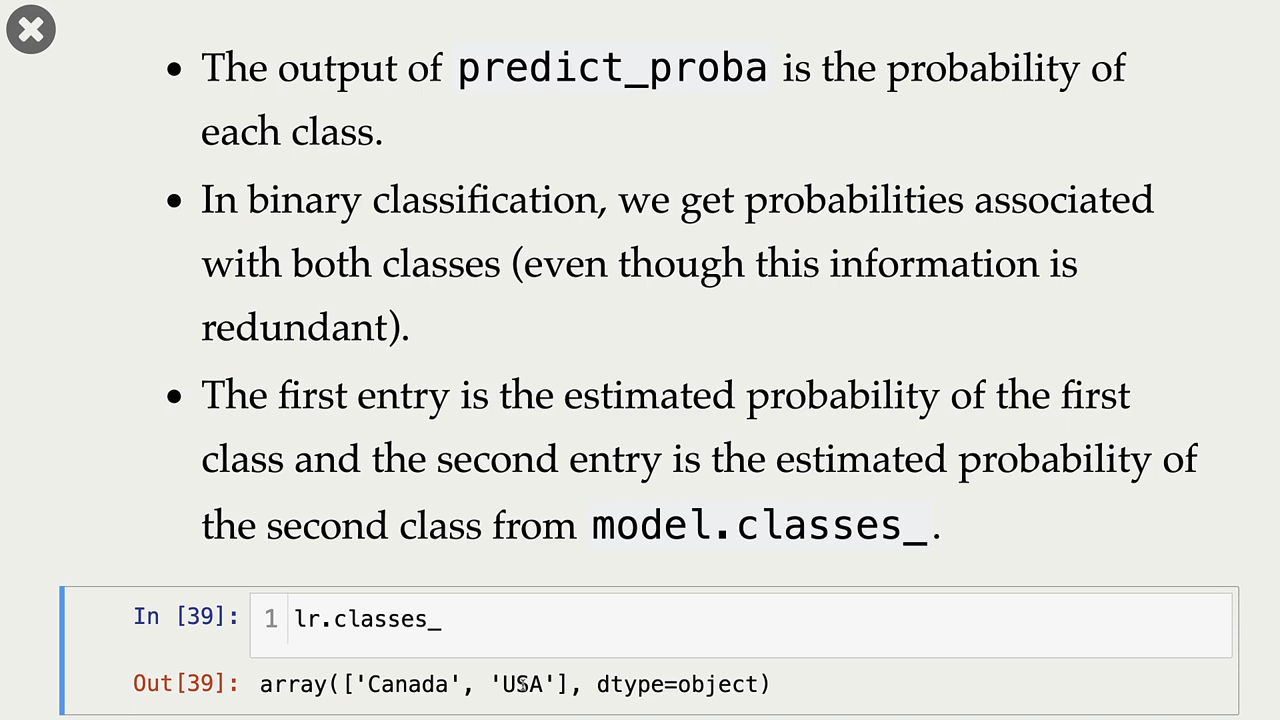 • The output of predict_proba is the probability of
each class.
• In binary classification, we get probabilities associated
with both classes (even though this information is
redundant).
• The first entry is the estimated probability of the first
class and the second entry is the estimated probability of
the second class from model.classes_.
In [39]: 1 lr.classes_
Out[39]: array(['Canada', 'USA'], dtype=object)